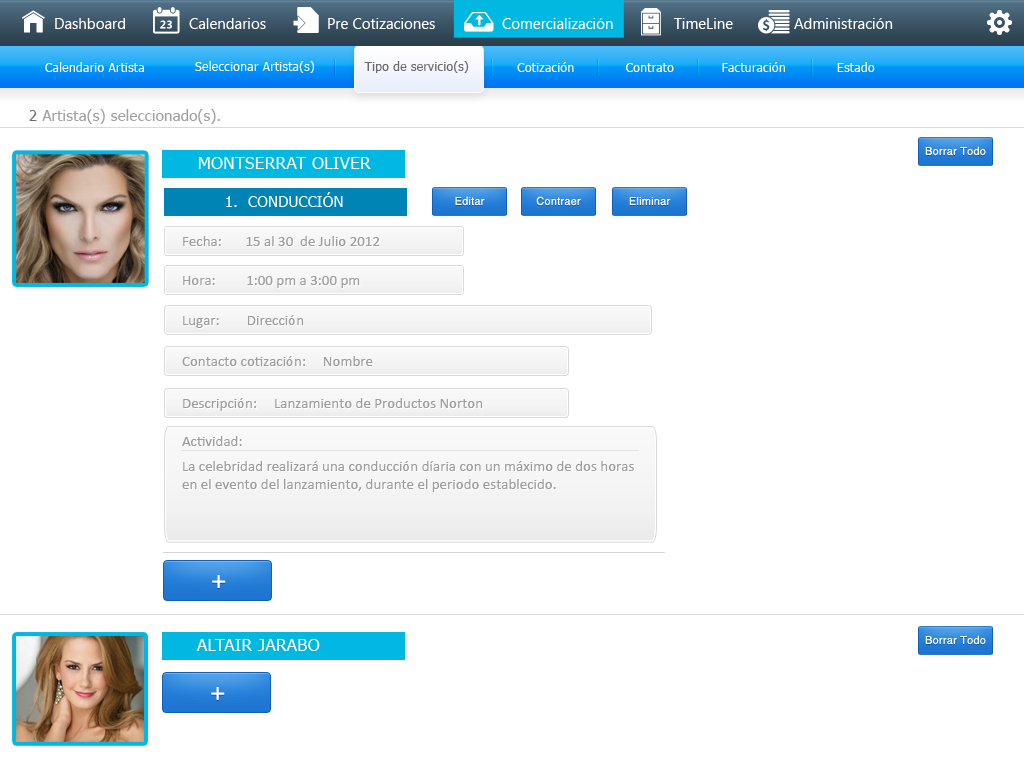 Dashboard
23
Calendarios
Pre Cotizaciones
Comercialización
TimeLine
$
Administración
Calendario Artista
Seleccionar Artista(s)
Tipo de servicio(s)
Cotización
Contrato
Facturación
Estado
2 Artista(s) seleccionado(s).
Borrar Todo
MONTSERRAT OLIVER
1. CONDUCCIÓN
Editar
Contraer
Eliminar
Fecha: 15 al 30 de Julio 2012
Hora: 1:00 pm a 3:00 pm
Lugar: Dirección
Contacto cotización: Nombre
Descripción: Lanzamiento de Productos Norton
Actividad:
La celebridad realizará una conducción díaria con un máximo de dos horas
en el evento del lanzamiento, durante el periodo establecido.
+
ALTAIR JARABO
Borrar Todo
+